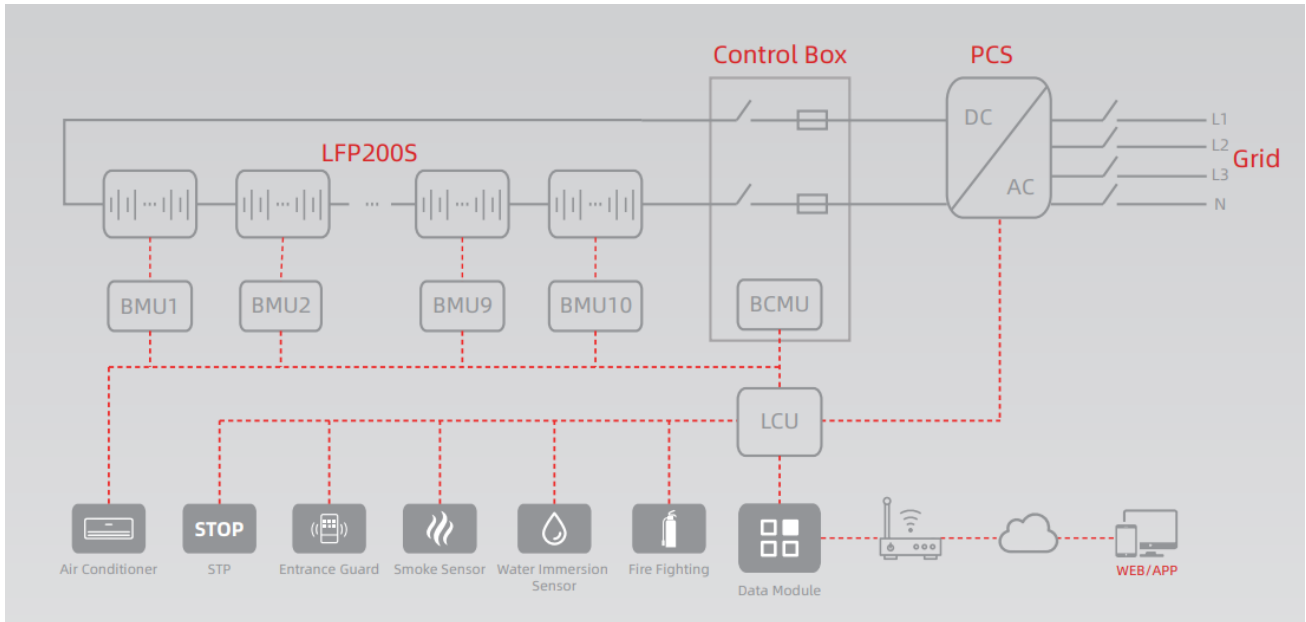 Control Box
PCS
DC
AC
L1
L2
L3
N
Grid
LFP200S
BMU1
BMU2
BMU9
BMU10
BCMU
LCU
STOP
Air Conditioner
STP
Entrance Guard
Smoke Sensor
Water Immersion
Sensor
Fire Fighting
Data Module
WEB/APP